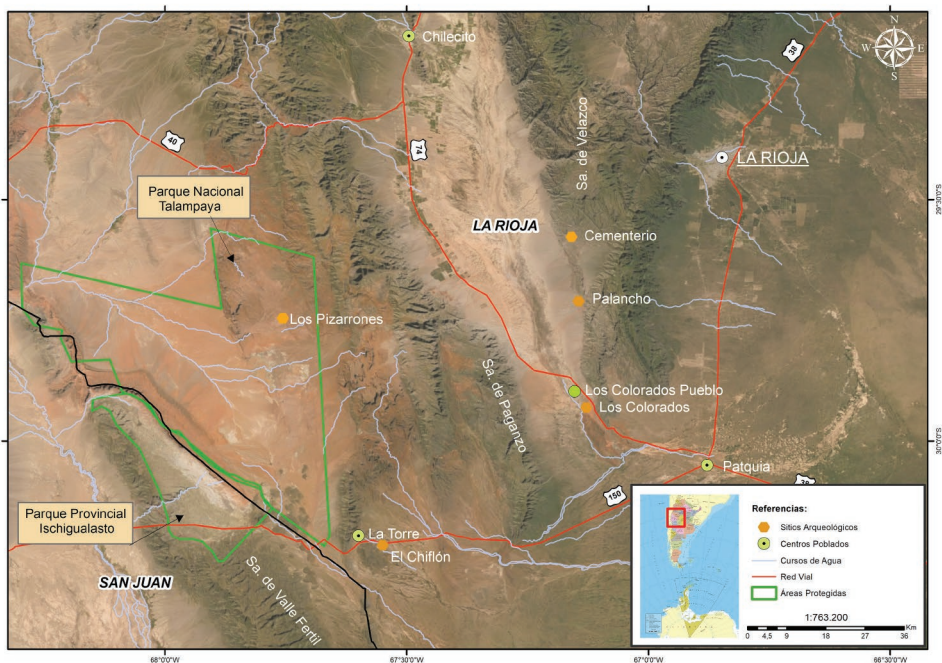 Chilecito
N
W
E
S
38
40
74
Sa. de Velazco
LA RIOJA
Parque Nacional
Talampaya
29°30'0"S
LA RIOJA
Cementerio
Palancho
Los Pizarrones
Sa. de Paganzo
Los Colorados Pueblo
Los Colorados
30°0'0"S
Patquia
38
150
Parque Provincial
Ischigualasto
La Torre
El Chiflón
Sa. de Valle Fertil
SAN JUAN
Referencias:
Sitios Arqueológicos
Centros Poblados
Cursos de Agua
Red Vial
Areas Protegidas
1:763.200
Km
0 4,5 9 18 27 36
68°0'0"W
67°30'0"W
67°0'0"W
66°30'0"W